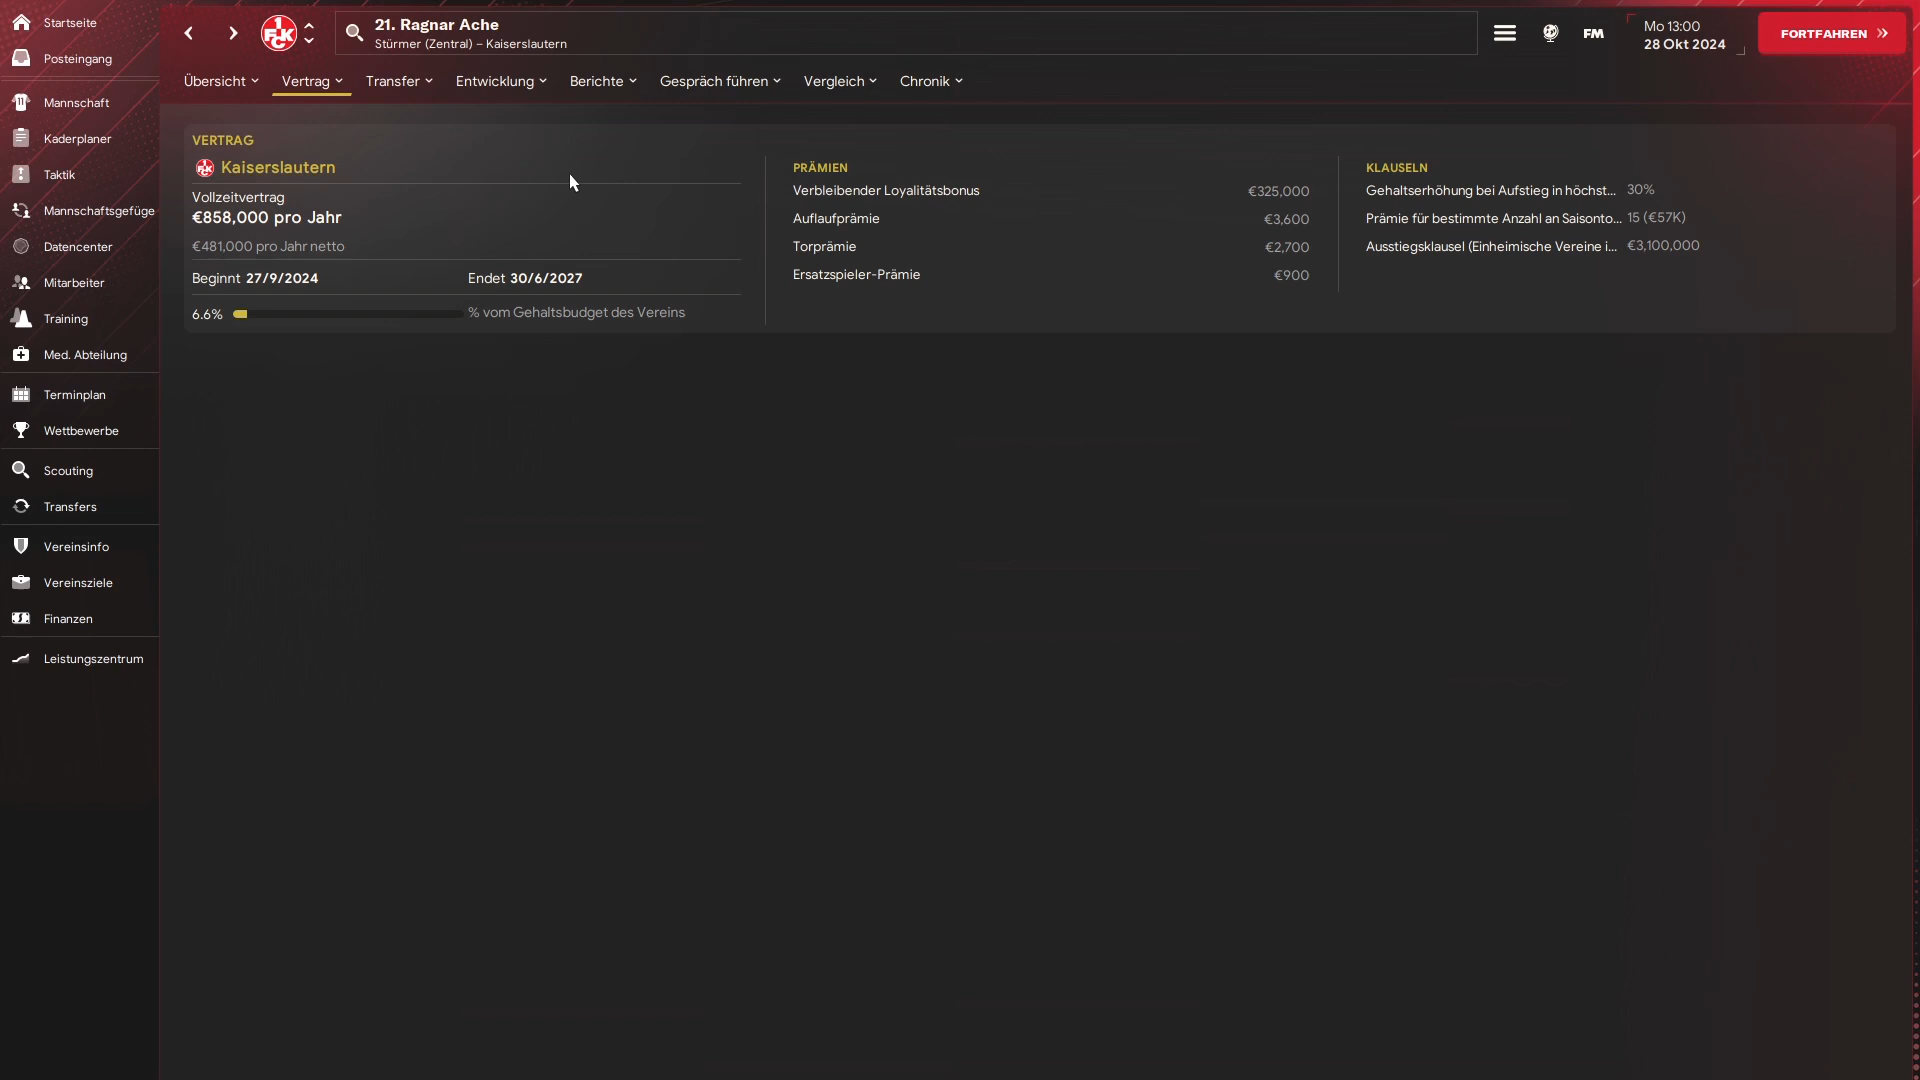 Startseite
Posteingang
Mannschaft
Kaderplaner
Taktik
Mannschaftsgefüge
Datencenter
Mitarbeiter
Training
Med. Abteilung
Terminplan
Wettbewerbe
Scouting
Transfers
Vereinsinfo
Vereinsziele
Finanzen
Leistungszentrum
21. Ragnar Ache
Stürmer (Zentral) – Kaiserslautern
FM
Mo 13:00
28 Okt 2024
FORTFAHREN
Übersicht
Vertrag
Transfer
Entwicklung
Berichte
Gespräch führen
Vergleich
Chronik
VERTRAG
Kaiserslautern
Vollzeitvertrag
€858,000 pro Jahr
€481,000 pro Jahr netto
Beginnt 27/9/2024
Endet 30/6/2027
6.6%
% vom Gehaltsbudget des Vereins
PRÄMIEN
Verbleibender Loyalitätsbonus €325,000
Auflaufprämie €3,600
Torprämie €2,700
Ersatzspieler-Prämie €900
KLAUSELN
Gehaltserhöhung bei Aufstieg in höchst... 30%
Prämie für bestimmte Anzahl an Saisonto... 15 (€57K)
Ausstiegsklausel (Einheimische Vereine i... €3,100,000